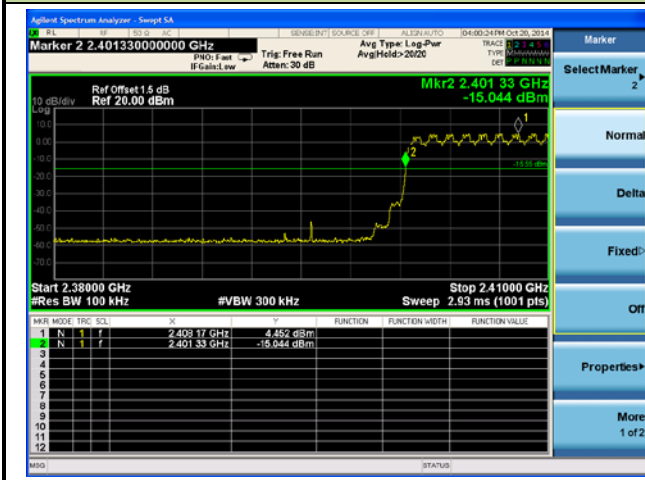 Agilent Spectrum Analyzer - Swept SA
RL RF 50 Ω AC SENSE:INT SOURCE OFF ALIGN AUTO 04:00:24 PM Oct 20, 2014
Marker 2 2.401330000000 GHz
PNO: Fast
IFGain:Low
Trig: Free Run
Atten: 30 dB
Avg Type: Log-Pwr
Avg|Hold:>20/20
TRACE 1 2 3 4 5 6
TYPE
DET P P N N N N
Mkr2 2.401 33 GHz
-15.044 dBm
Ref Offset 1.5 dB
10 dB/div Ref 20.00 dBm
Log
10.0
0.00
-10.0
-20.0
-30.0
-40.0
-50.0
-60.0
-70.0
1
2
-15.55 dBm
Start 2.38000 GHz Stop 2.41000 GHz
#Res BW 100 kHz #VBW 300 kHz Sweep 2.93 ms (1001 pts)
MKR MODE TRC SCL X Y FUNCTION FUNCTION WIDTH FUNCTION VALUE
1 N 1 f 2.408 17 GHz 4.452 dBm
2 N 1 f 2.401 33 GHz -15.044 dBm
3
4
5
6
7
8
9
10
11
12
MSG STATUS
Marker
Select Marker
2
Normal
Delta
Fixed
Off
Properties
More
1 of 2